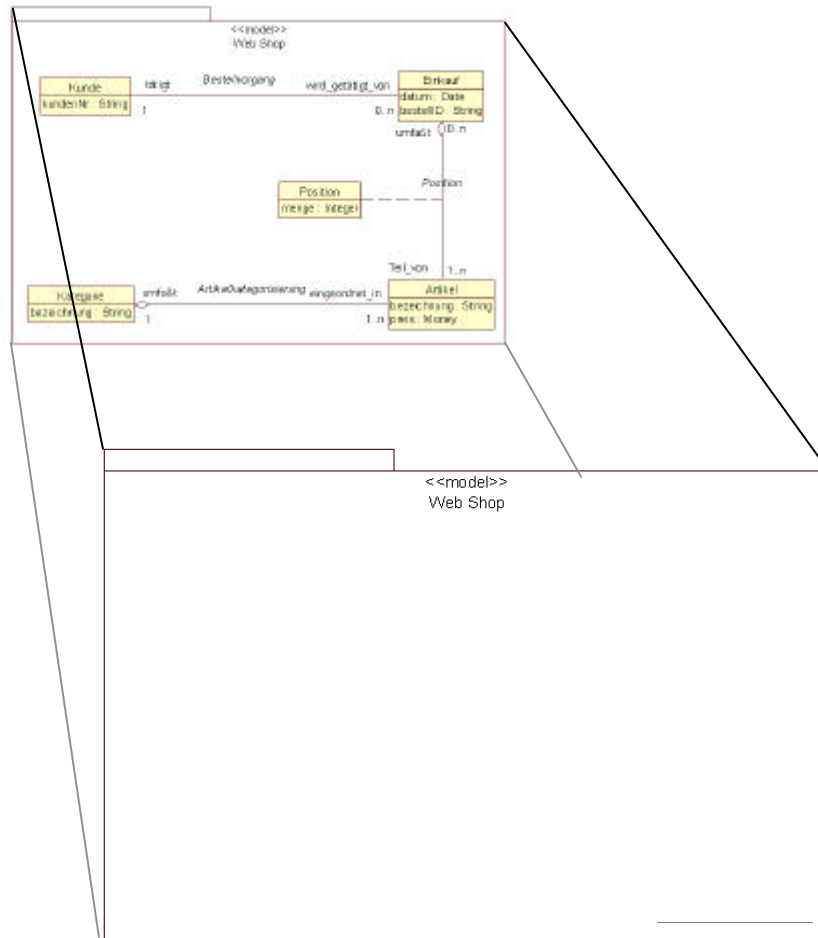 <<model>>
Web Shop
Kunde
kundenNr : String
tätigt
1
Bestellvorgang
wird_getätigt_von
0..n
Einkauf
datum : Date
bestellID : String
umfaßt
0..n
Position
Position
menge : Integer
Teil_von
1..n
Kategorie
bezeichnung : String
umfaßt
1
Artikelkategorisierung
eingeordnet_in
1..n
Artikel
bezeichnung : String
preis : Money
<<model>>
Web Shop